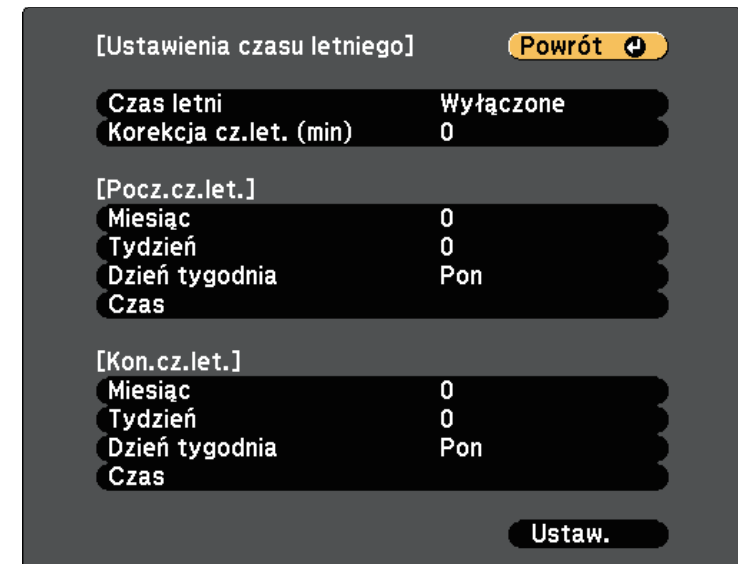 [Ustawienia czasu letniego] Powrót
Czas letni Wyłączone
Korekcja cz.let. (min) 0
[Pocz.cz.let.]
Miesiąc 0
Tydzień 0
Dzień tygodnia Pon
Czas
[Kon.cz.let.]
Miesiąc 0
Tydzień 0
Dzień tygodnia Pon
Czas
Ustaw.